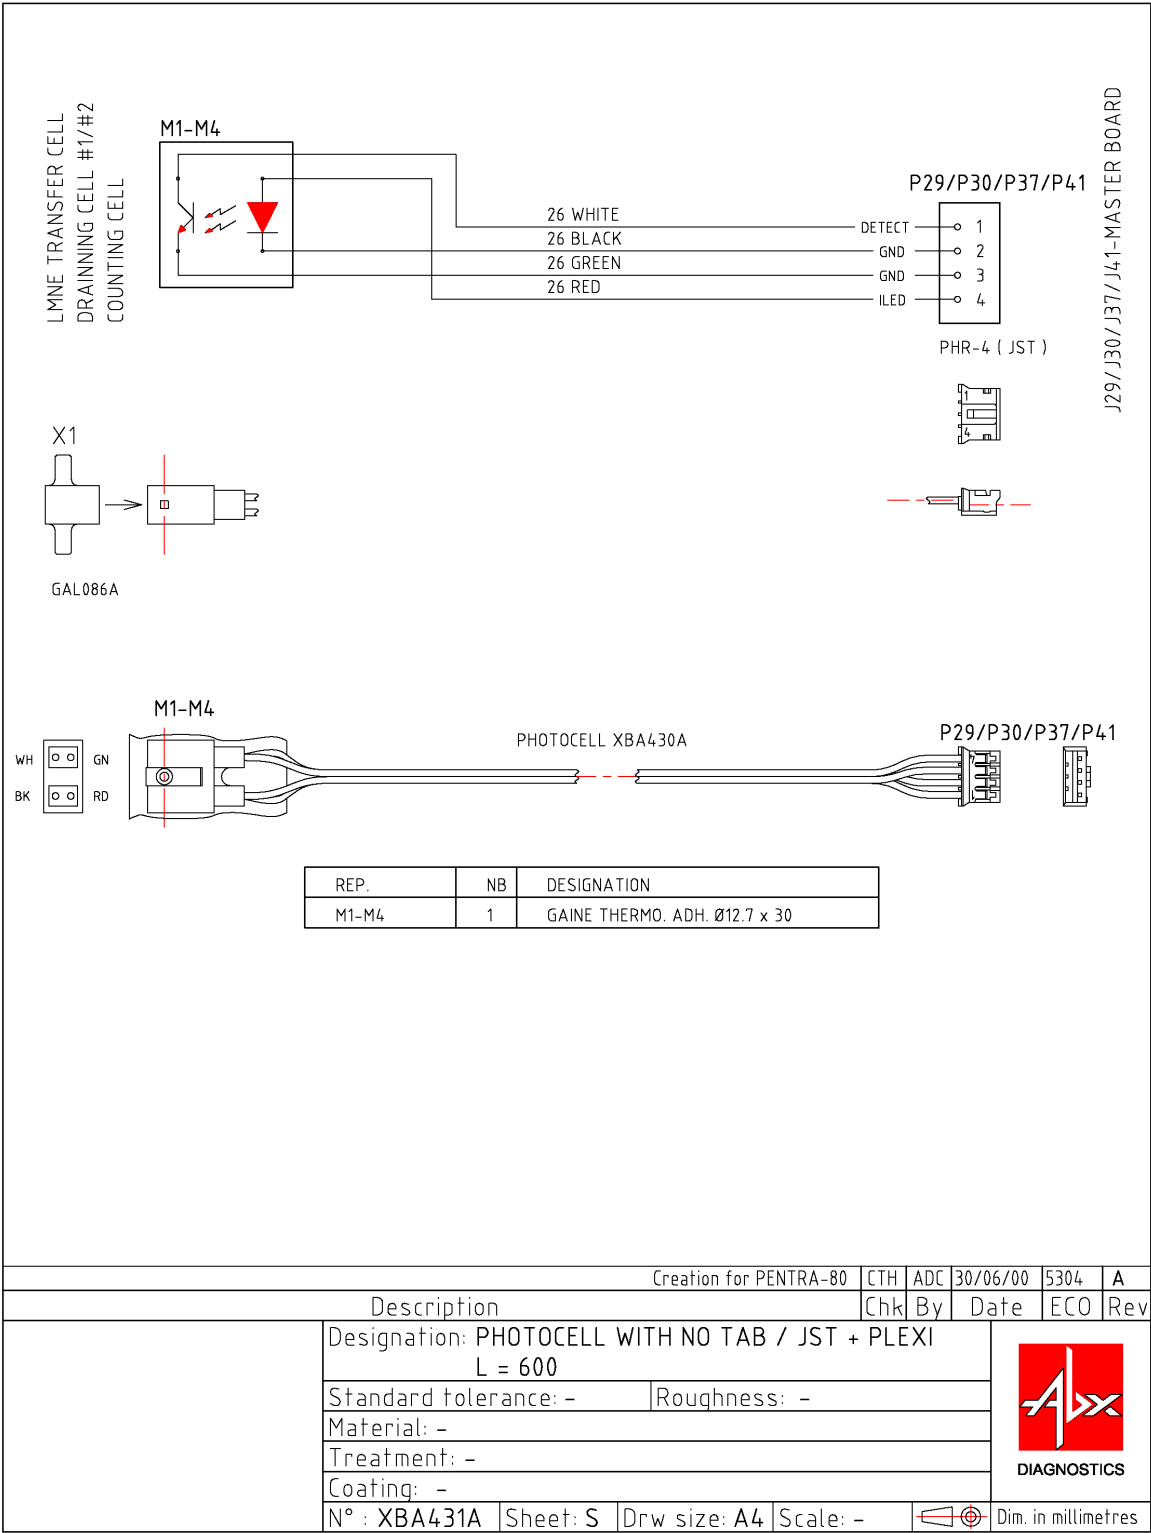 LMNE TRANSFER CELL
DRAINNING CELL #1/#2
COUNTING CELL
M1-M4
26 WHITE
26 BLACK
26 GREEN
26 RED
P29/P30/P37/P41
DETECT 1
GND 2
GND 3
ILED 4
PHR-4 ( JST )
J29/J30/J37/J41-MASTER BOARD
1
4
X1
GAL086A
M1-M4
WH GN
BK RD
PHOTOCELL XBA430A
P29/P30/P37/P41
REP. NB DESIGNATION
M1-M4 1 GAINE THERMO. ADH. Ø12.7 x 30
Creation for PENTRA-80 CTH ADC 30/06/00 5304 A
Description Chk By Date ECO Rev
Designation: PHOTOCELL WITH NO TAB / JST + PLEXI
L = 600
Standard tolerance: - Roughness: -
Material: -
Treatment: -
Coating: -
N° : XBA431A Sheet: S Drw size: A4 Scale: - Dim. in millimetres
Abx
DIAGNOSTICS